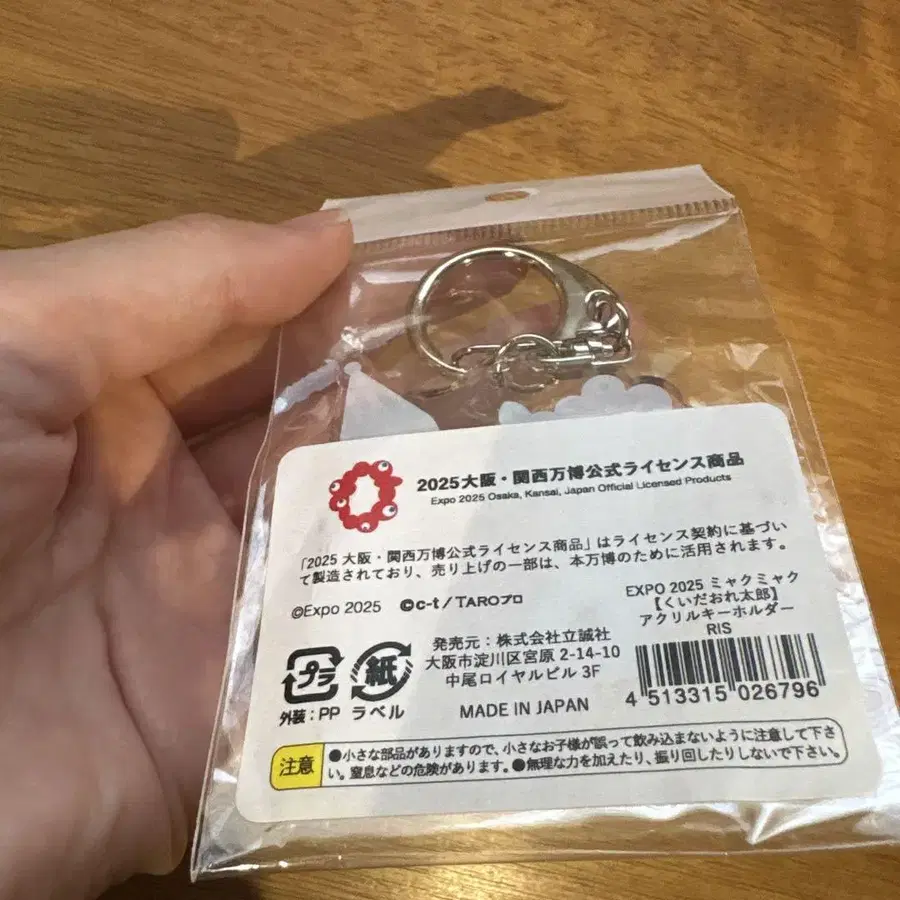 2025大阪・関西万博公式ライセンス商品
Expo 2025 Osaka, Kansai, Japan Official Licensed Products
「2025 大阪・関西万博公式ライセンス商品」はライセンス契約に基づい
て製造されており、売り上げの一部は、本万博のために活用されます。
©Expo 2025 ©c-t/TAROプロ
EXPO 2025 ミャクミャク
【くいだおれ太郎】
アクリルキーホルダー
RIS
プラ
外装：PP
紙
ラベル
発売元：株式会社立誠社
大阪市淀川区宮原 2-14-10
中尾ロイヤルビル 3F
MADE IN JAPAN
4 513315 026796
注意
●小さな部品がありますので、小さなお子様が誤って飲み込まないように注意して下さ
い。窒息などの危険があります。●無理な力を加えたり、振り回したりしないで下さい。